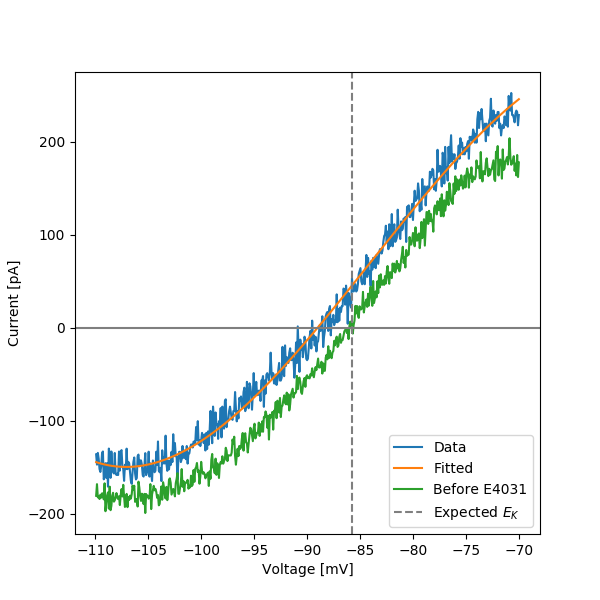 Current [pA]
200
100
0
−100
−200
Data
Fitted
Before E4031
Expected E_K
−110 −105 −100 −95 −90 −85 −80 −75 −70
Voltage [mV]